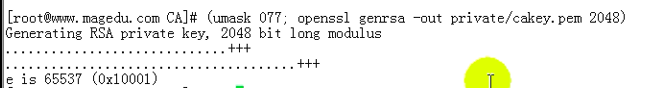 [root@www.magedu.com CA]# (umask 077; openssl genrsa -out private/cakey.pem 2048)
Generating RSA private key, 2048 bit long modulus
............................+++
.....................................+++
e is 65537 (0x10001)